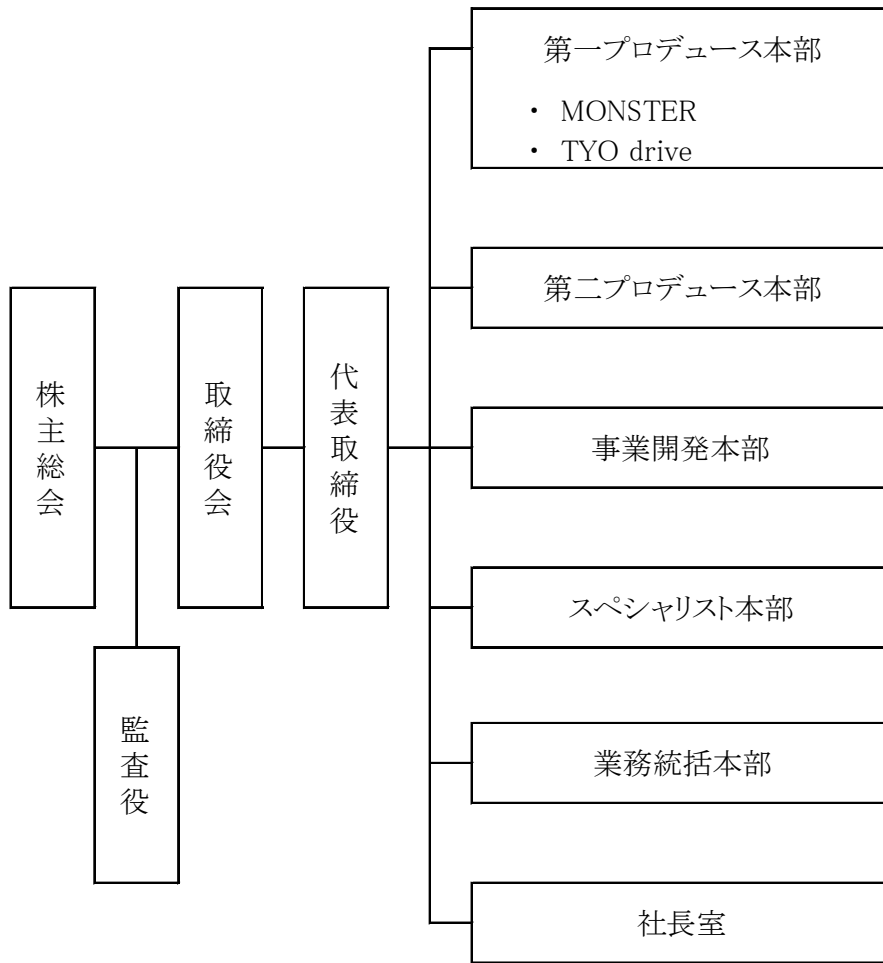 株主総会
監査役
取締役会
代表取締役
第一プロデュース本部
・ MONSTER
・ TYO drive
第二プロデュース本部
事業開発本部
スペシャリスト本部
業務統括本部
社長室